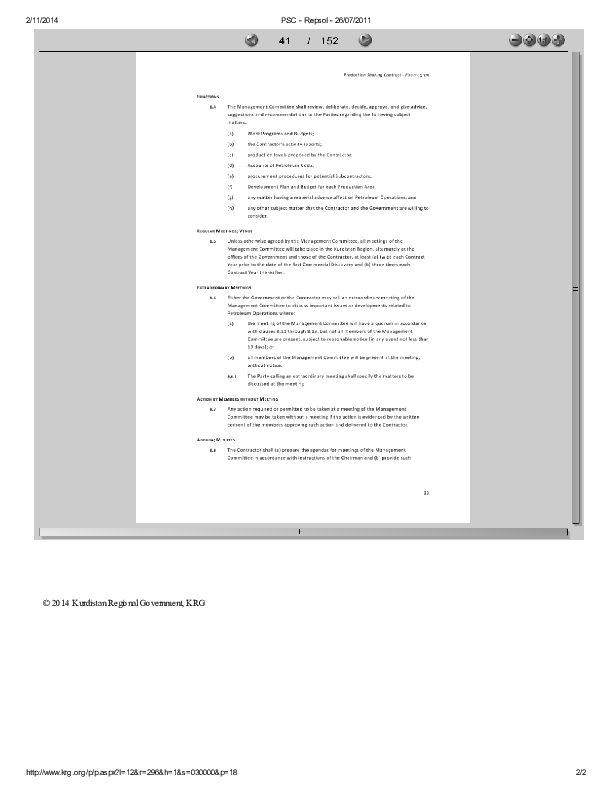 2/11/2014
PSC - Repsol - 26/07/2011
41 / 152
Production Sharing Contract -
8.4 The Management Committee shall review, deliberate, decide, approve, and give advice,
suggestions and recommendations to the Parties regarding the following subject
matters:
(a) Work Programs and Budgets;
(b) the Contractor's activity reports;
(c) production levels proposed by the Contractor;
(d) Accounts of Petroleum Costs;
(e) procurement procedures for potential Subcontractors;
(f) Development Plan and Budget for each Production Area;
(g) any matter having a material adverse affect on Petroleum Operations; and
(h) any other subject matter that the Contractor and the Government are willing to
consider.
REGULAR MEETINGS; VENUE
8.5 Unless otherwise agreed by the Management Committee, all meetings of the
Management Committee will take place in the Kurdistan Region, alternately at the
offices of the Government and those of the Contractor, at least (a) twice each Contract
Year prior to the date of the first Commercial Discovery and (b) three times each
Contract Year thereafter.
EXTRAORDINARY MEETINGS
8.6 Either the Government or the Contractor may call an extraordinary meeting of the
Management Committee to discuss important issues or developments related to
Petroleum Operations where:
(a) the meeting of the Management Committee will have a quorum in accordance
with clauses 8.11 through 8.13, but not all members of the Management
Committee are present, subject to reasonable notice (in any event not less than
10 days); or
all members of the Management Committee will be present at the meeting,
without notice.
8.6.1 The Party calling an extraordinary meeting shall specify the matters to be
discussed at the meeting
ACTION BY MEMBERS WITHOUT MEETING
8.7 Any action required or permitted to be taken at a meeting of the Management
Committee may be taken without a meeting if the action is evidenced by the written
consent of the members approving such action and delivered to the Contractor.
AGENDA; MINUTES
8.8 The Contractor shall (a) prepare the agendas for meetings of the Management
Committee in accordance with instructions of the Chairman and (b) provide such
33
© 2014 Kurdistan Regional Government, KRG
http://www.krg.org/p/p.aspx?l=12&r=296&h=1&s=030000&p=18
2/2